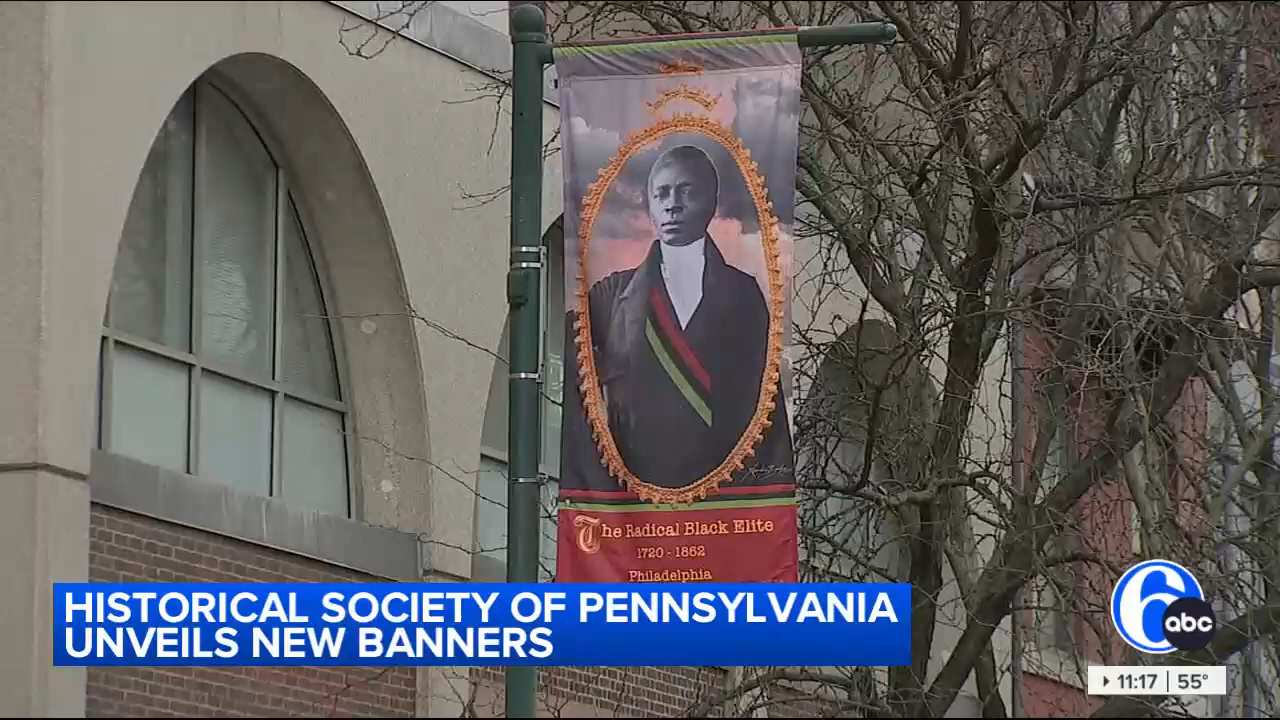 The Radical Black Elite
1720 - 1862
Philadelphia
HISTORICAL SOCIETY OF PENNSYLVANIA
UNVEILS NEW BANNERS
6
abc
11:17 | 55°